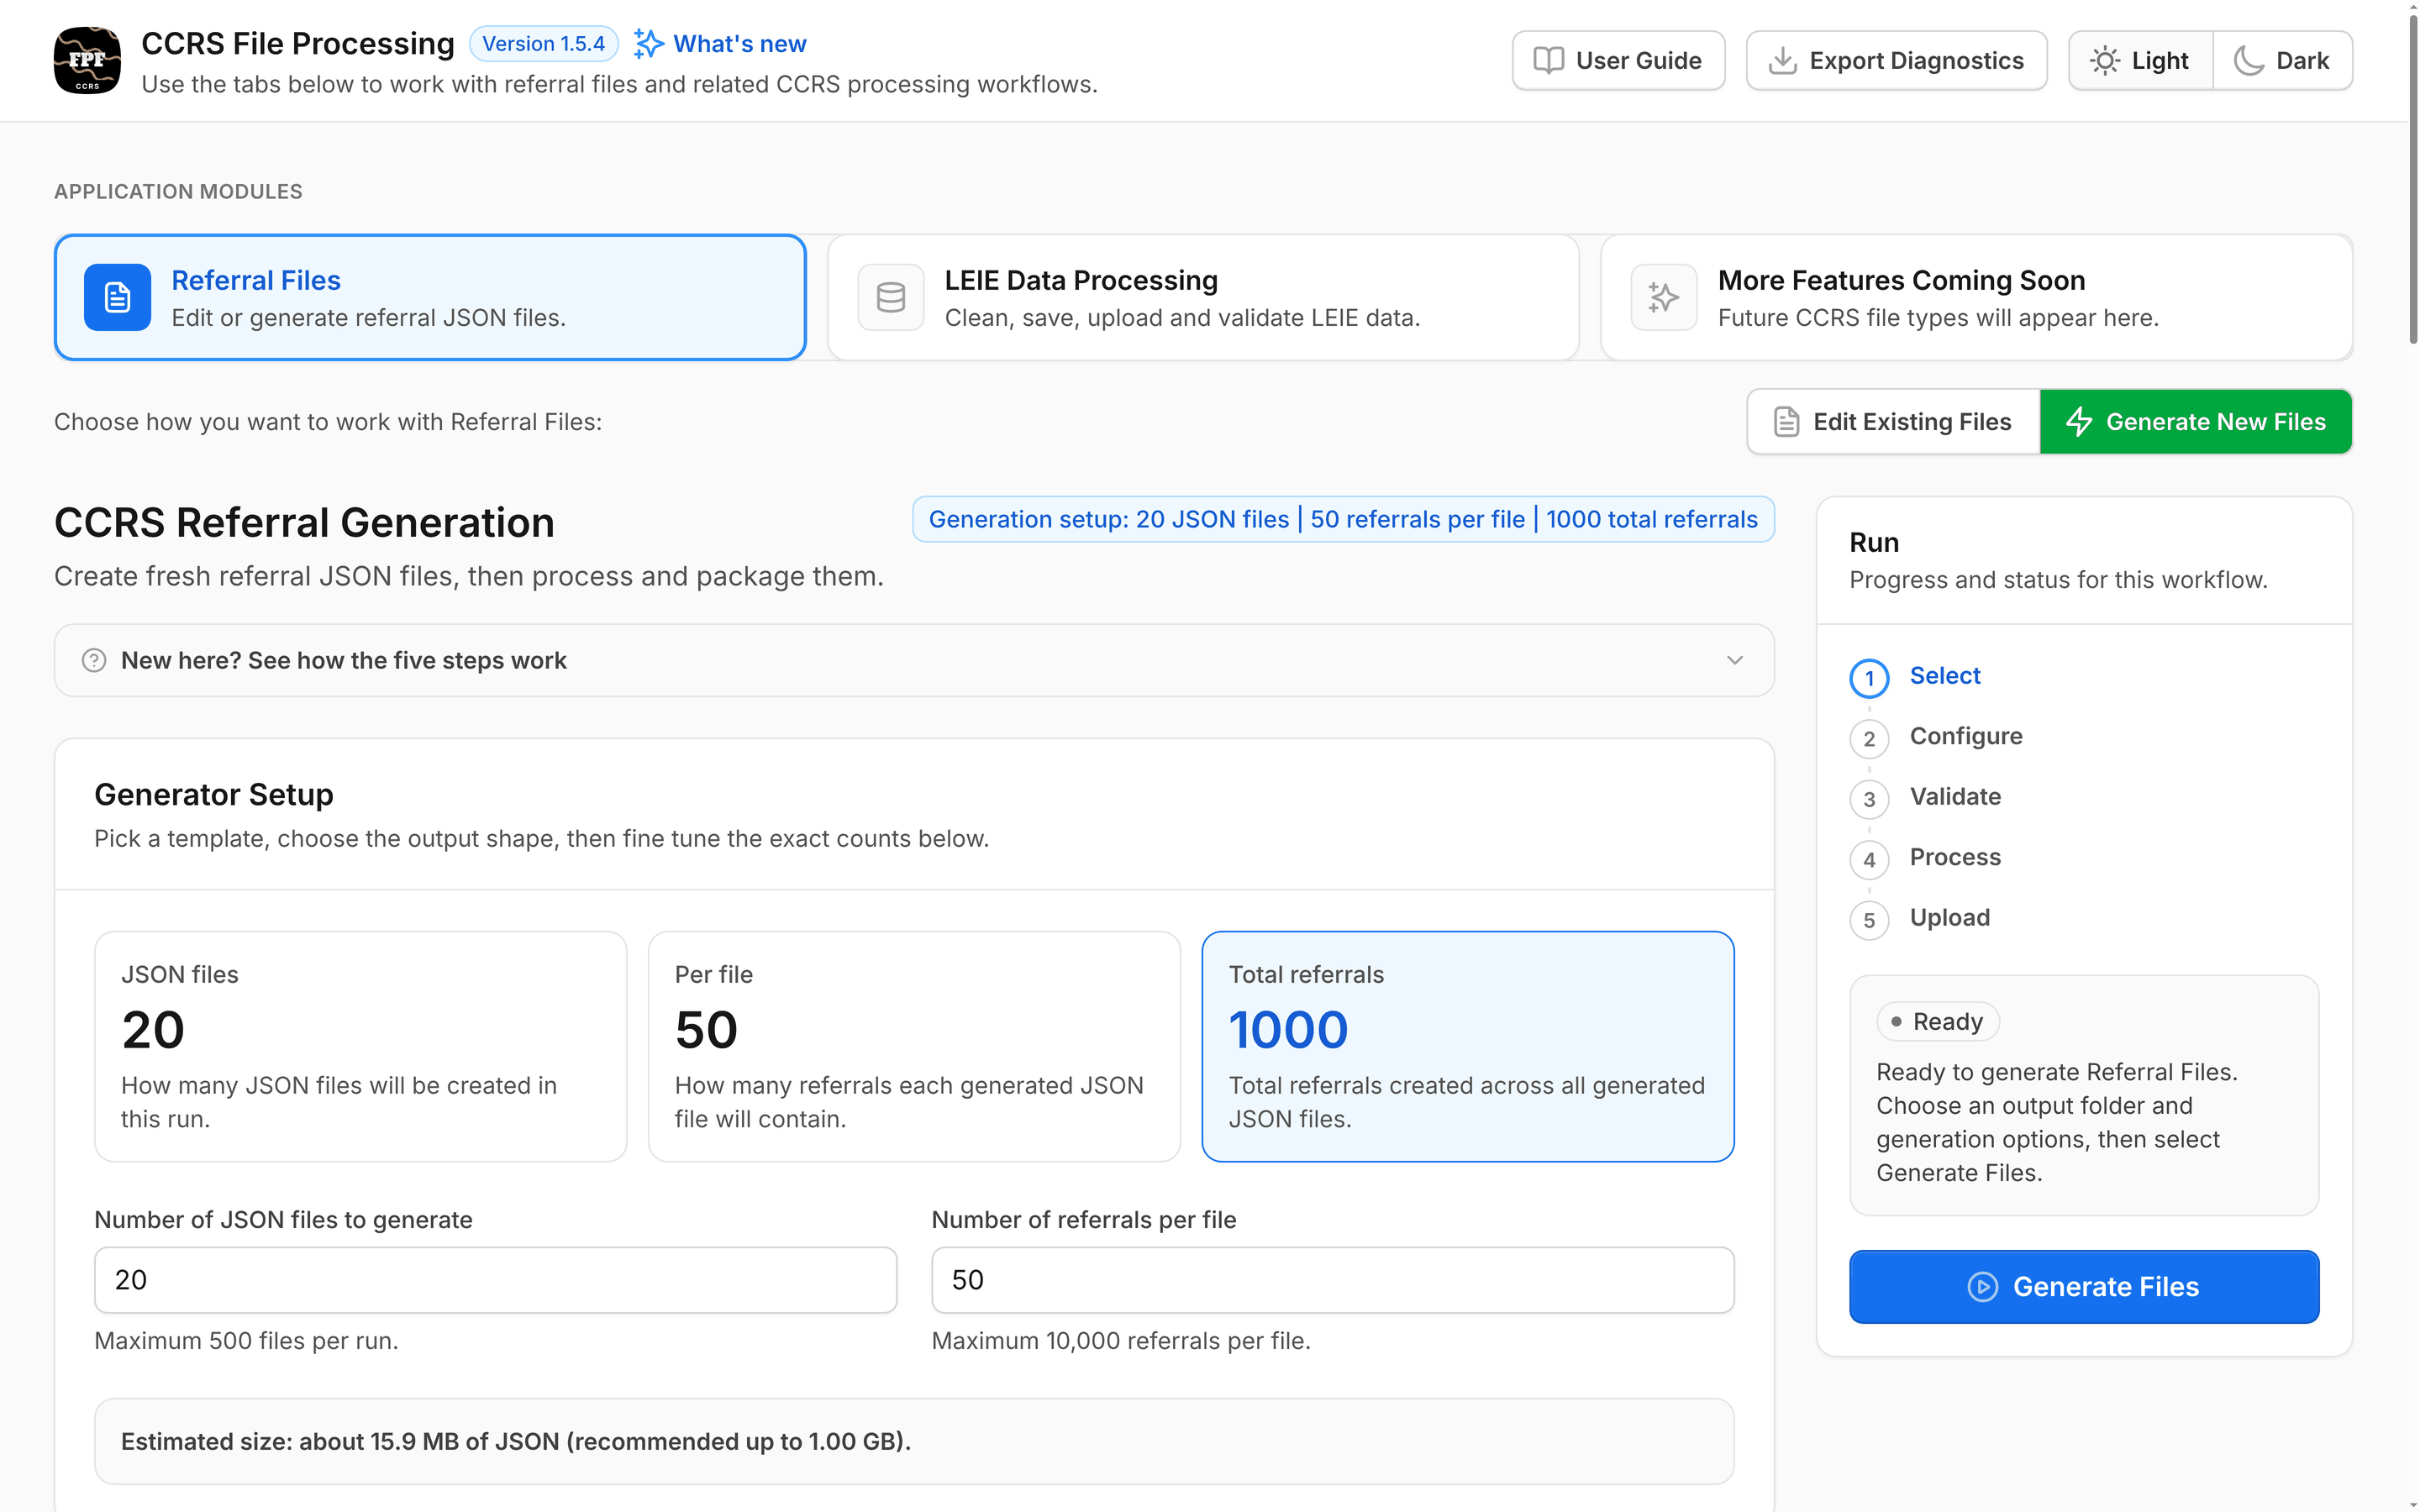 FPF
CCRS
CCRS File Processing
Version 1.5.4
What's new
Use the tabs below to work with referral files and related CCRS processing workflows.
User Guide
Export Diagnostics
Light
Dark
APPLICATION MODULES
Referral Files
Edit or generate referral JSON files.
LEIE Data Processing
Clean, save, upload and validate LEIE data.
More Features Coming Soon
Future CCRS file types will appear here.
Choose how you want to work with Referral Files:
Edit Existing Files
Generate New Files
CCRS Referral Generation
Generation setup: 20 JSON files | 50 referrals per file | 1000 total referrals
Create fresh referral JSON files, then process and package them.
New here? See how the five steps work
Generator Setup
Pick a template, choose the output shape, then fine tune the exact counts below.
JSON files
20
How many JSON files will be created in
this run.
Per file
50
How many referrals each generated JSON
file will contain.
Total referrals
1000
Total referrals created across all generated
JSON files.
Number of JSON files to generate
20
Maximum 500 files per run.
Number of referrals per file
50
Maximum 10,000 referrals per file.
Estimated size: about 15.9 MB of JSON (recommended up to 1.00 GB).
Run
Progress and status for this workflow.
1 Select
2 Configure
3 Validate
4 Process
5 Upload
Ready
Ready to generate Referral Files.
Choose an output folder and
generation options, then select
Generate Files.
Generate Files